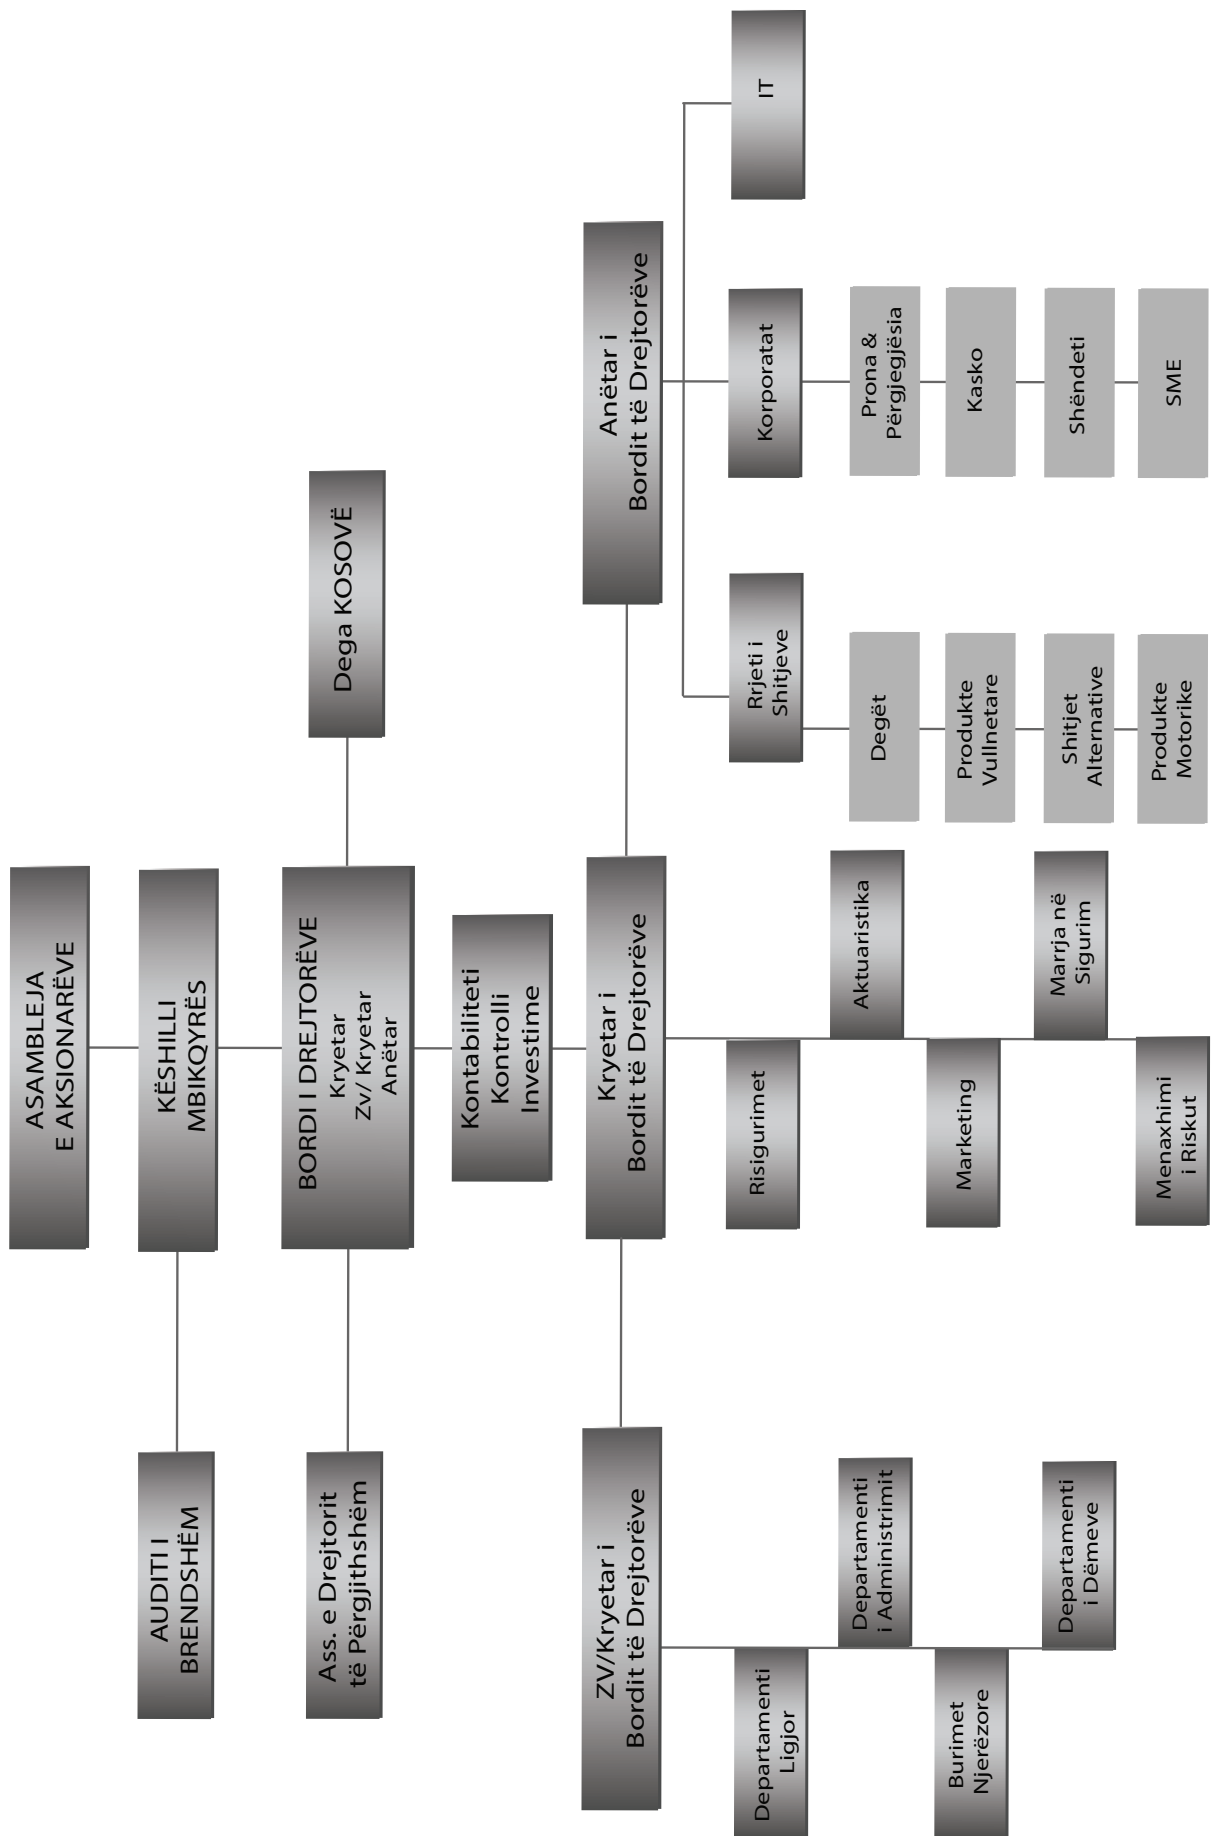 ASAMBLEJA
E AKSIONARËVE
KËSHILLI
MBIKQYRËS
AUDITI I
BRENDSHËM
BORDI I DREJTORËVE
Kryetar
Zv/ Kryetar
Anëtar
Ass. e Drejtorit
të Përgjithshëm
Dega KOSOVË
Kontabiliteti
Kontrolli
Investime
ZV/Kryetar i
Bordit të Drejtorëve
Kryetar i
Bordit të Drejtorëve
Anëtar i
Bordit të Drejtorëve
Departamenti
Ligjor
Departamenti
i Administrimit
Burimet
Njerëzore
Departamenti
i Dëmeve
Risigurimet
Aktuaristika
Marketing
Marrja në
Sigurim
Menaxhimi
i Riskut
Rrjeti i
Shitjeve
Degët
Produkte
Vullnetare
Shitjet
Alternative
Produkte
Motorike
Korporatat
Prona &
Përgjegjësia
Kasko
Shëndeti
SME
IT